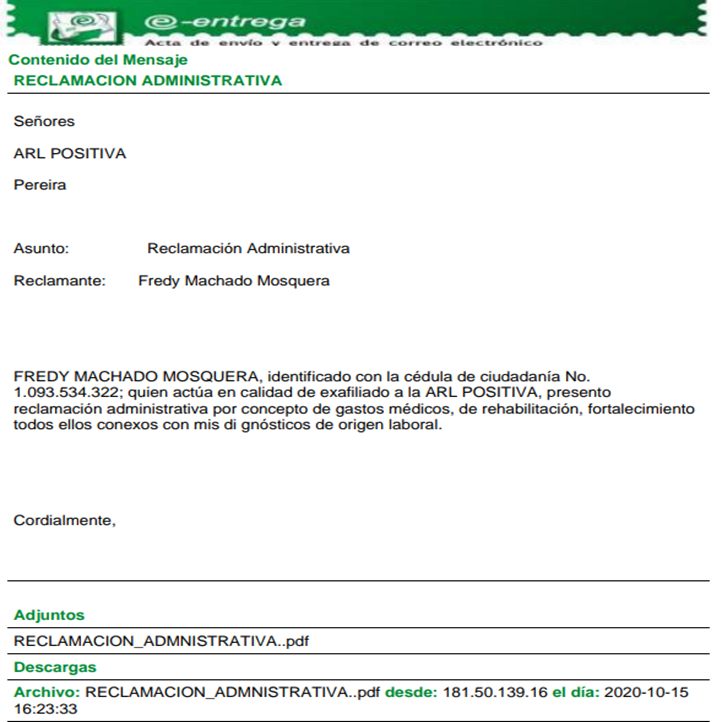 e-entrega
Acta de envío y entrega de correo electrónico
Contenido del Mensaje
RECLAMACION ADMINISTRATIVA
Señores
ARL POSITIVA
Pereira
Asunto: Reclamación Administrativa
Reclamante: Fredy Machado Mosquera
FREDY MACHADO MOSQUERA, identificado con la cédula de ciudadanía No.
1.093.534.322; quien actúa en calidad de exafiliado a la ARL POSITIVA, presento
reclamación administrativa por concepto de gastos médicos, de rehabilitación, fortalecimiento
todos ellos conexos con mis di gnósticos de origen laboral.
Cordialmente,
Adjuntos
RECLAMACION_ADMNISTRATIVA..pdf
Descargas
Archivo: RECLAMACION_ADMNISTRATIVA..pdf desde: 181.50.139.16 el día: 2020-10-15
16:23:33